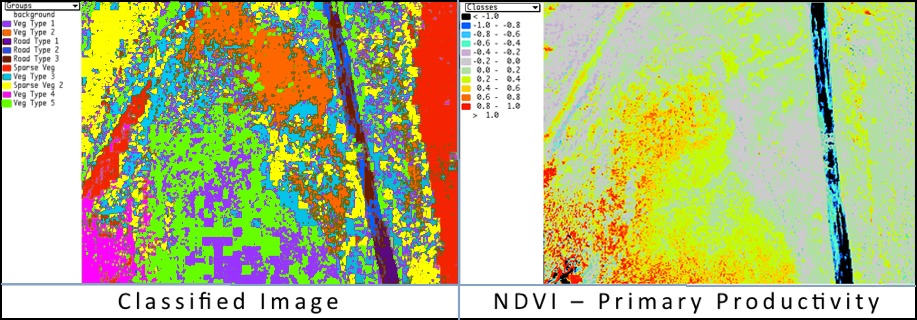 Groups
background
Veg Type 1
Veg Type 2
Road Type 1
Road Type 2
Road Type 3
Sparse Veg
Veg Type 3
Sparse Veg 2
Veg Type 4
Veg Type 5
Classes
< -1.0
-1.0 - -0.8
-0.8 - -0.6
-0.6 - -0.4
-0.4 - -0.2
-0.2 - 0.0
0.0 - 0.2
0.2 - 0.4
0.4 - 0.6
0.6 - 0.8
0.8 - 1.0
> 1.0
Classified Image
NDVI – Primary Productivity